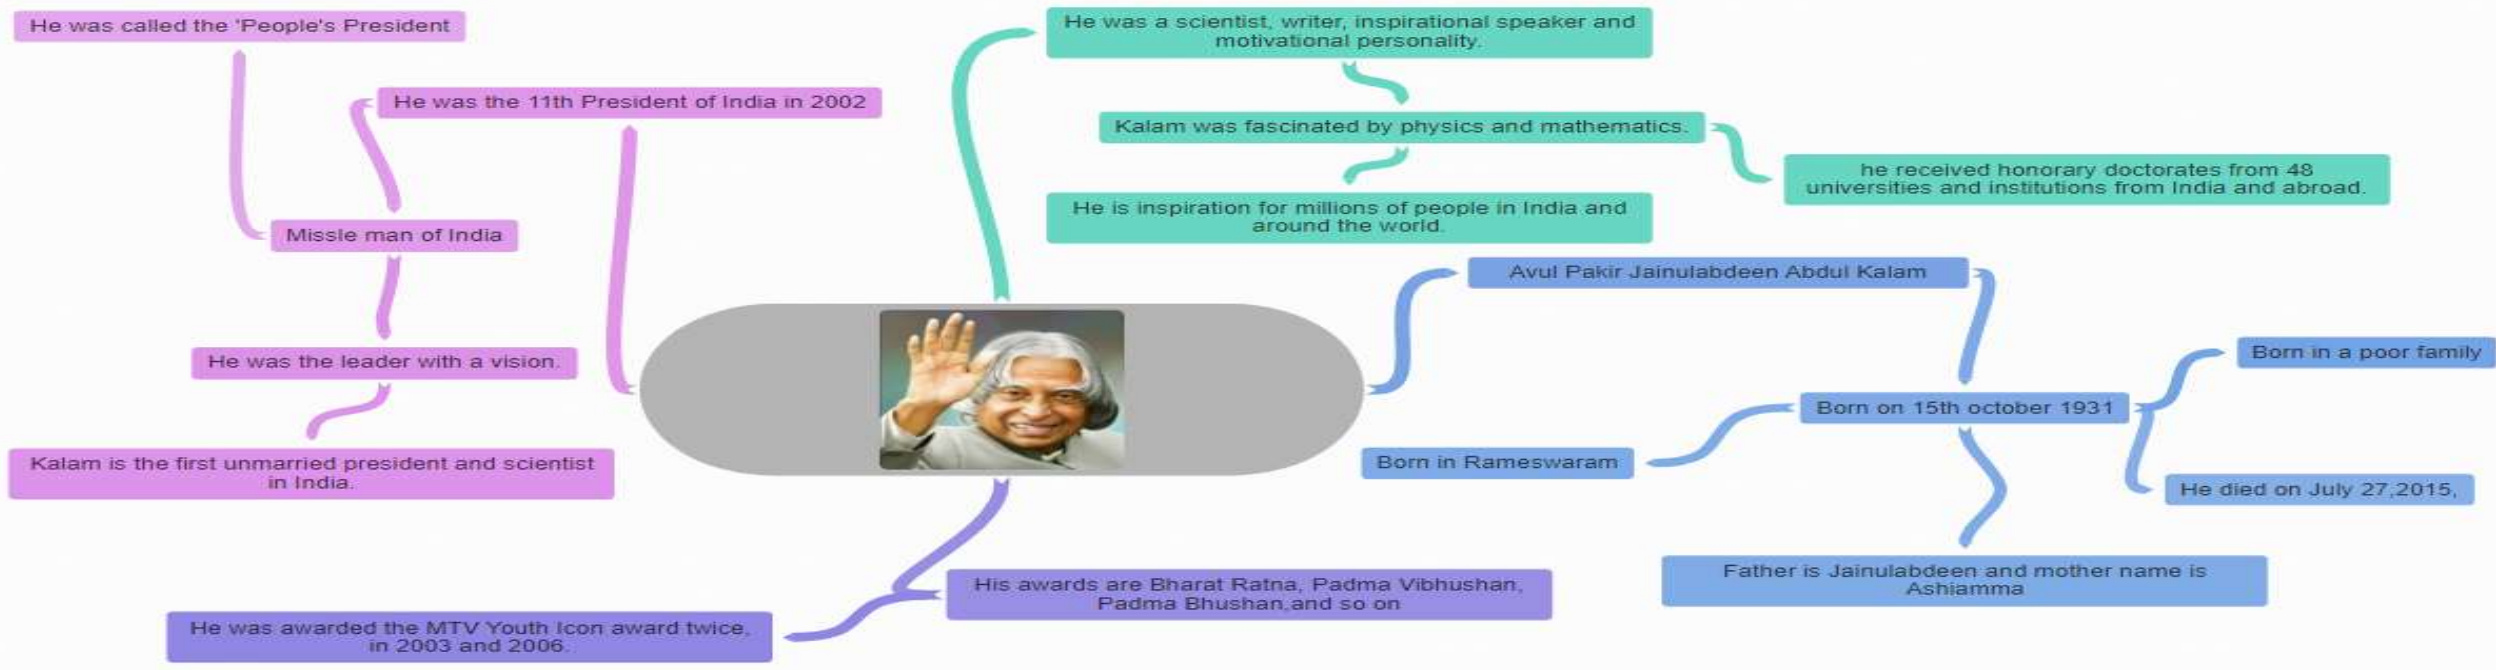 He was called the 'People's President
He was the 11th President of India in 2002
Missle man of India
He was the leader with a vision.
Kalam is the first unmarried president and scientist
in India.
He was a scientist, writer, inspirational speaker and
motivational personality.
Kalam was fascinated by physics and mathematics.
he received honorary doctorates from 48
universities and institutions from India and abroad.
He is inspiration for millions of people in India and
around the world.
Avul Pakir Jainulabdeen Abdul Kalam
Born in a poor family
Born on 15th october 1931
Born in Rameswaram
He died on July 27,2015,
Father is Jainulabdeen and mother name is
Ashiamma
His awards are Bharat Ratna, Padma Vibhushan,
Padma Bhushan,and so on
He was awarded the MTV Youth Icon award twice,
in 2003 and 2006.